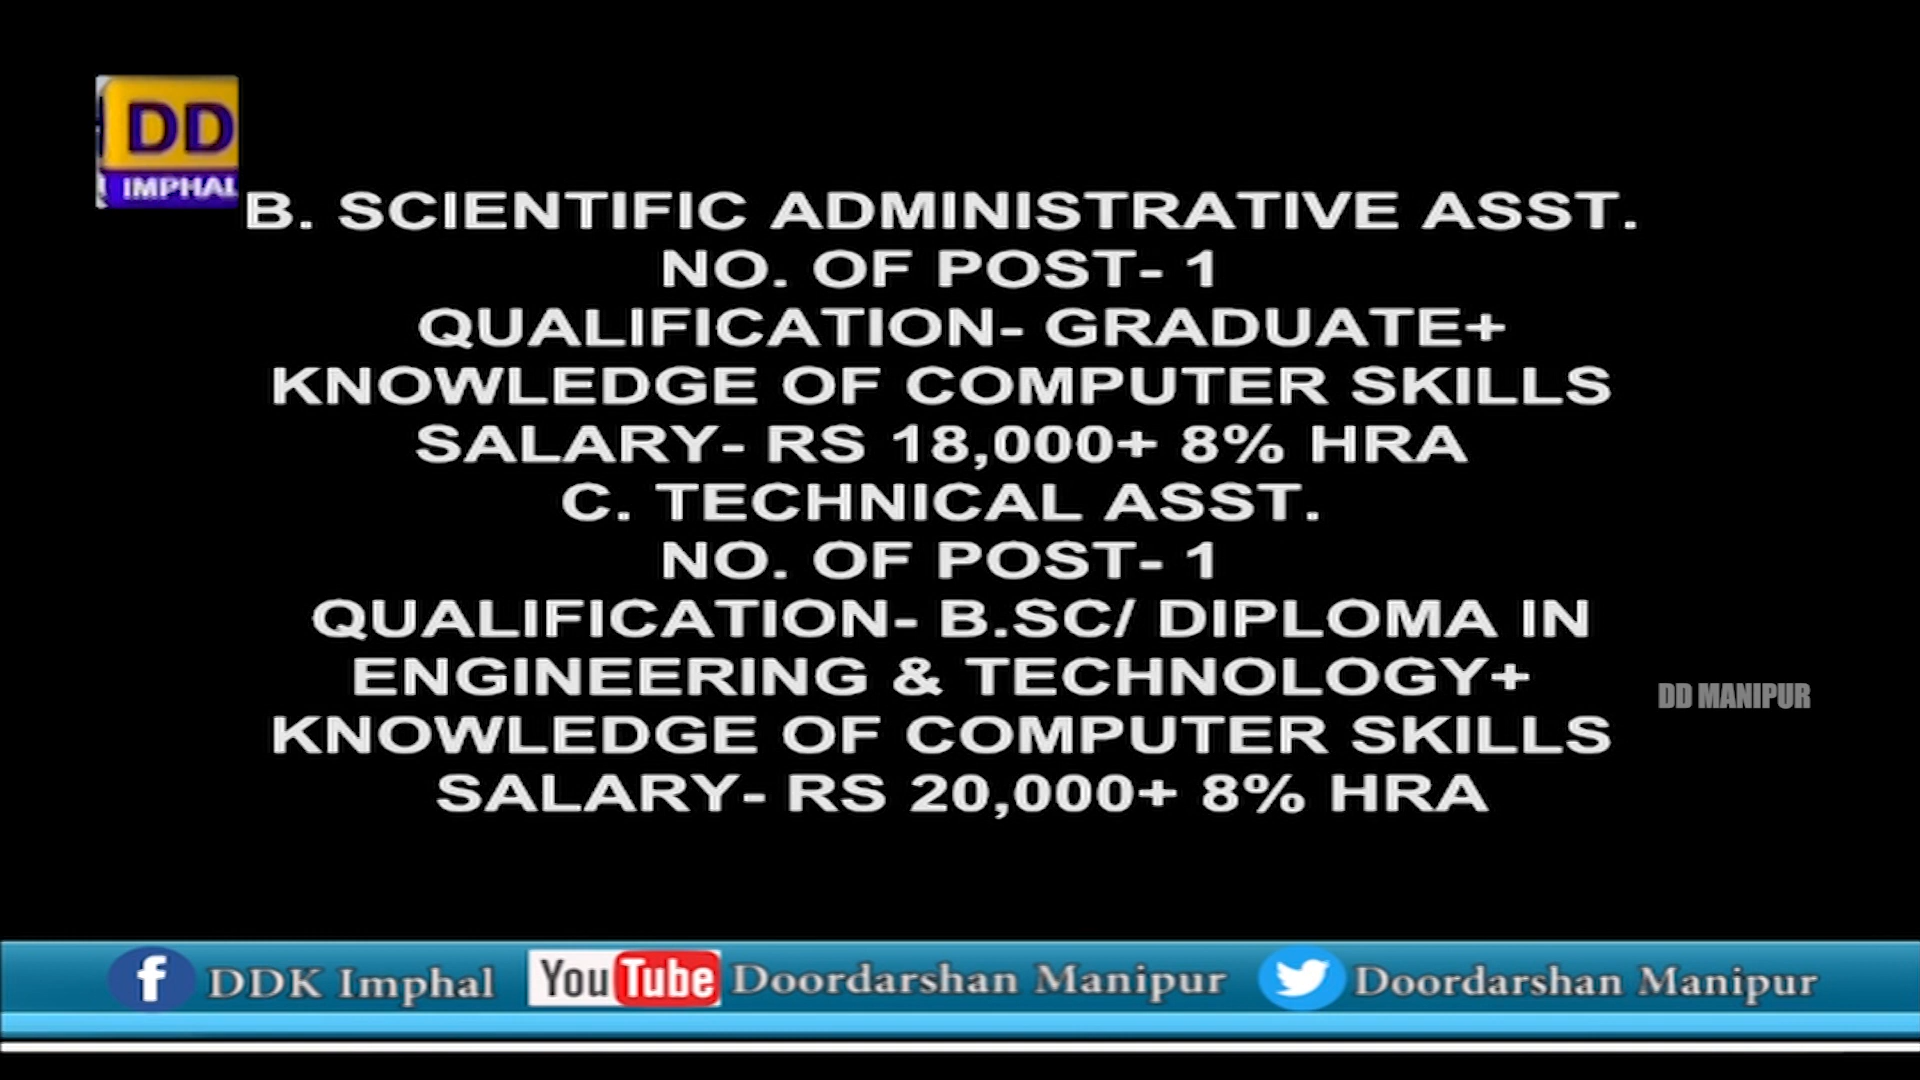 DD
IMPHAL
B. SCIENTIFIC ADMINISTRATIVE ASST.
NO. OF POST- 1
QUALIFICATION- GRADUATE+
KNOWLEDGE OF COMPUTER SKILLS
SALARY- RS 18,000+ 8% HRA
C. TECHNICAL ASST.
NO. OF POST- 1
QUALIFICATION- B.SC/ DIPLOMA IN
ENGINEERING & TECHNOLOGY+
KNOWLEDGE OF COMPUTER SKILLS
SALARY- RS 20,000+ 8% HRA
DD MANIPUR
f DDK Imphal YouTube Doordarshan Manipur Doordarshan Manipur